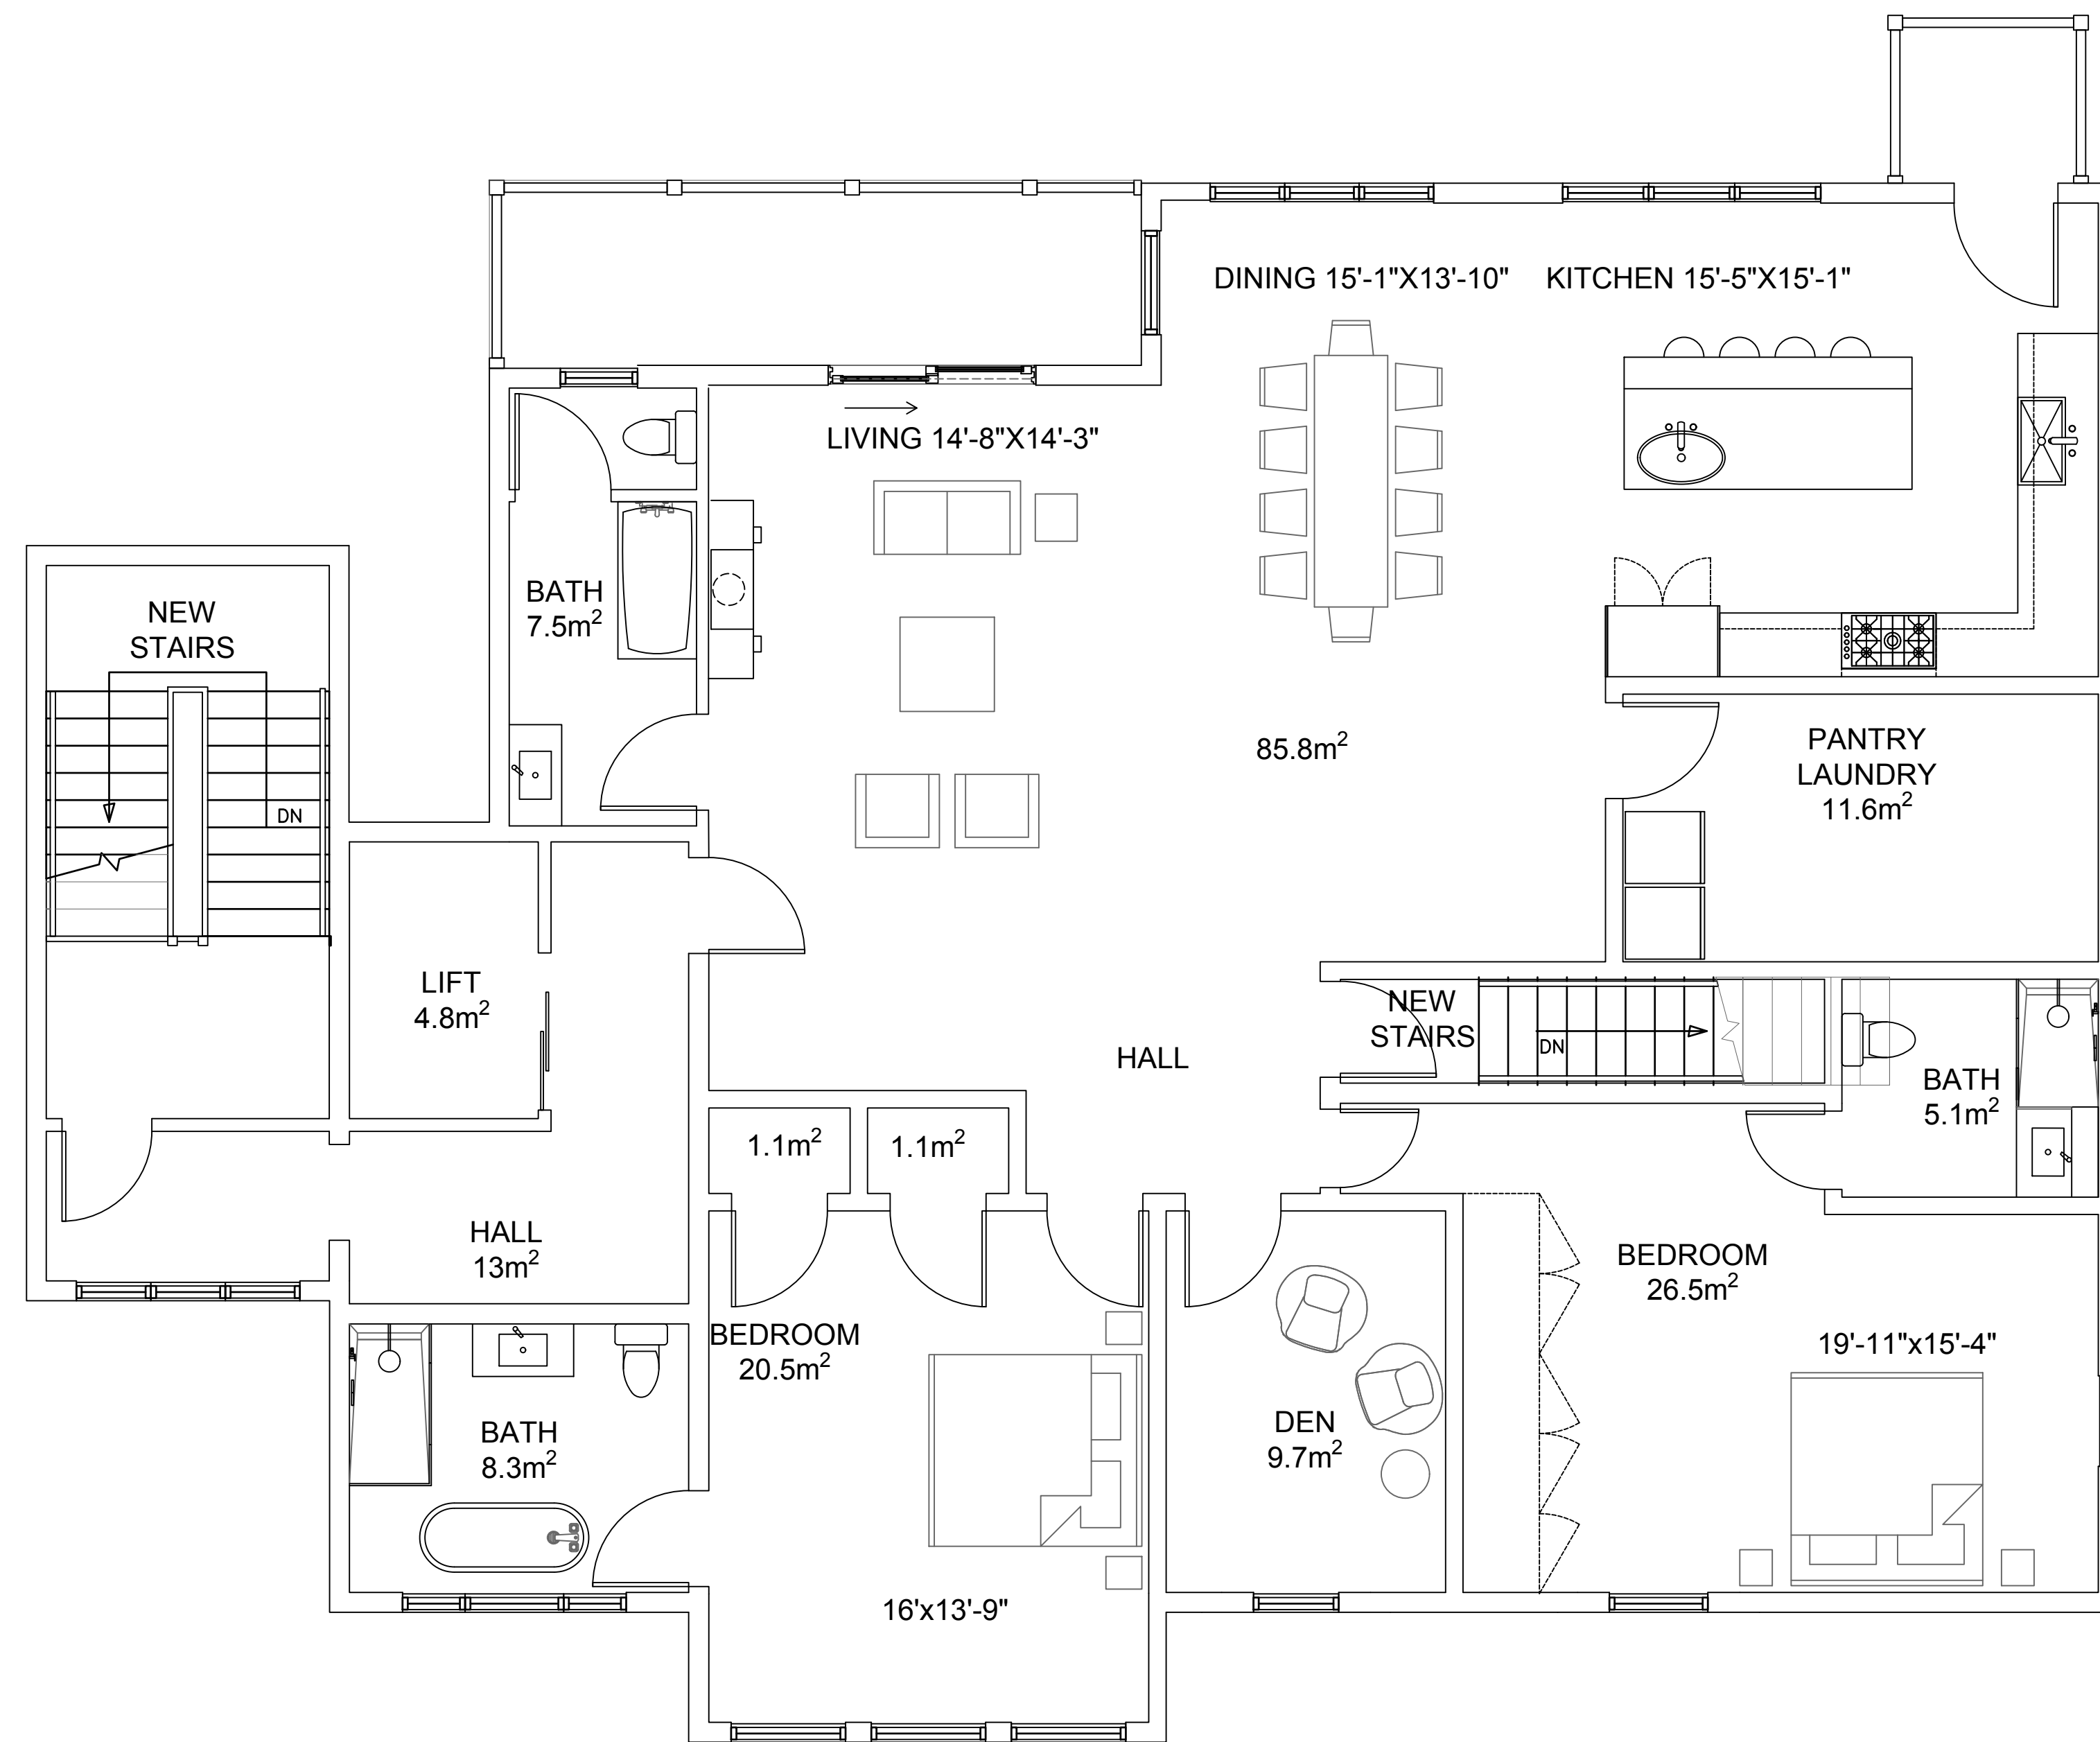 DINING 15'-1"X13'-10"
KITCHEN 15'-5"X15'-1"
LIVING 14'-8"X14'-3"
BATH
7.5m²
NEW
STAIRS
DN
85.8m²
PANTRY
LAUNDRY
11.6m²
LIFT
4.8m²
HALL
NEW
STAIRS
DN
BATH
5.1m²
1.1m²
1.1m²
HALL
13m²
BEDROOM
26.5m²
19'-11"x15'-4"
BEDROOM
20.5m²
BATH
8.3m²
DEN
9.7m²
16'x13'-9"